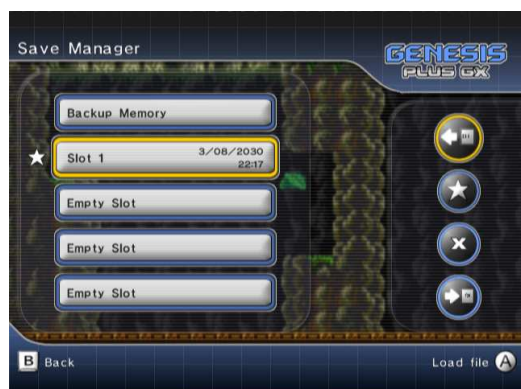 Save Manager
GENESIS
PLUS GX
Backup Memory
Slot 1
3/08/2030
22:17
Empty Slot
Empty Slot
Empty Slot
B Back
Load file A